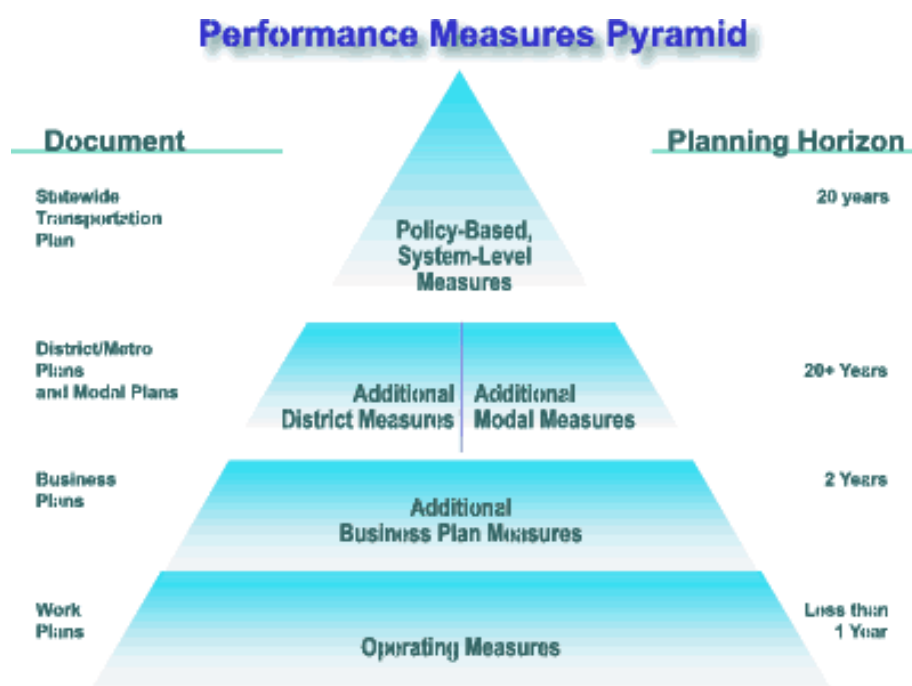 Performance Measures Pyramid
Document
Planning Horizon
Statewide
Transportation
Plan
Policy-Based,
System-Level
Measures
20 years
District/Metro
Plans
and Modal Plans
Additional
District Measures
Additional
Modal Measures
20+ Years
Business
Plans
Additional
Business Plan Measures
2 Years
Work
Plans
Operating Measures
Less than
1 Year